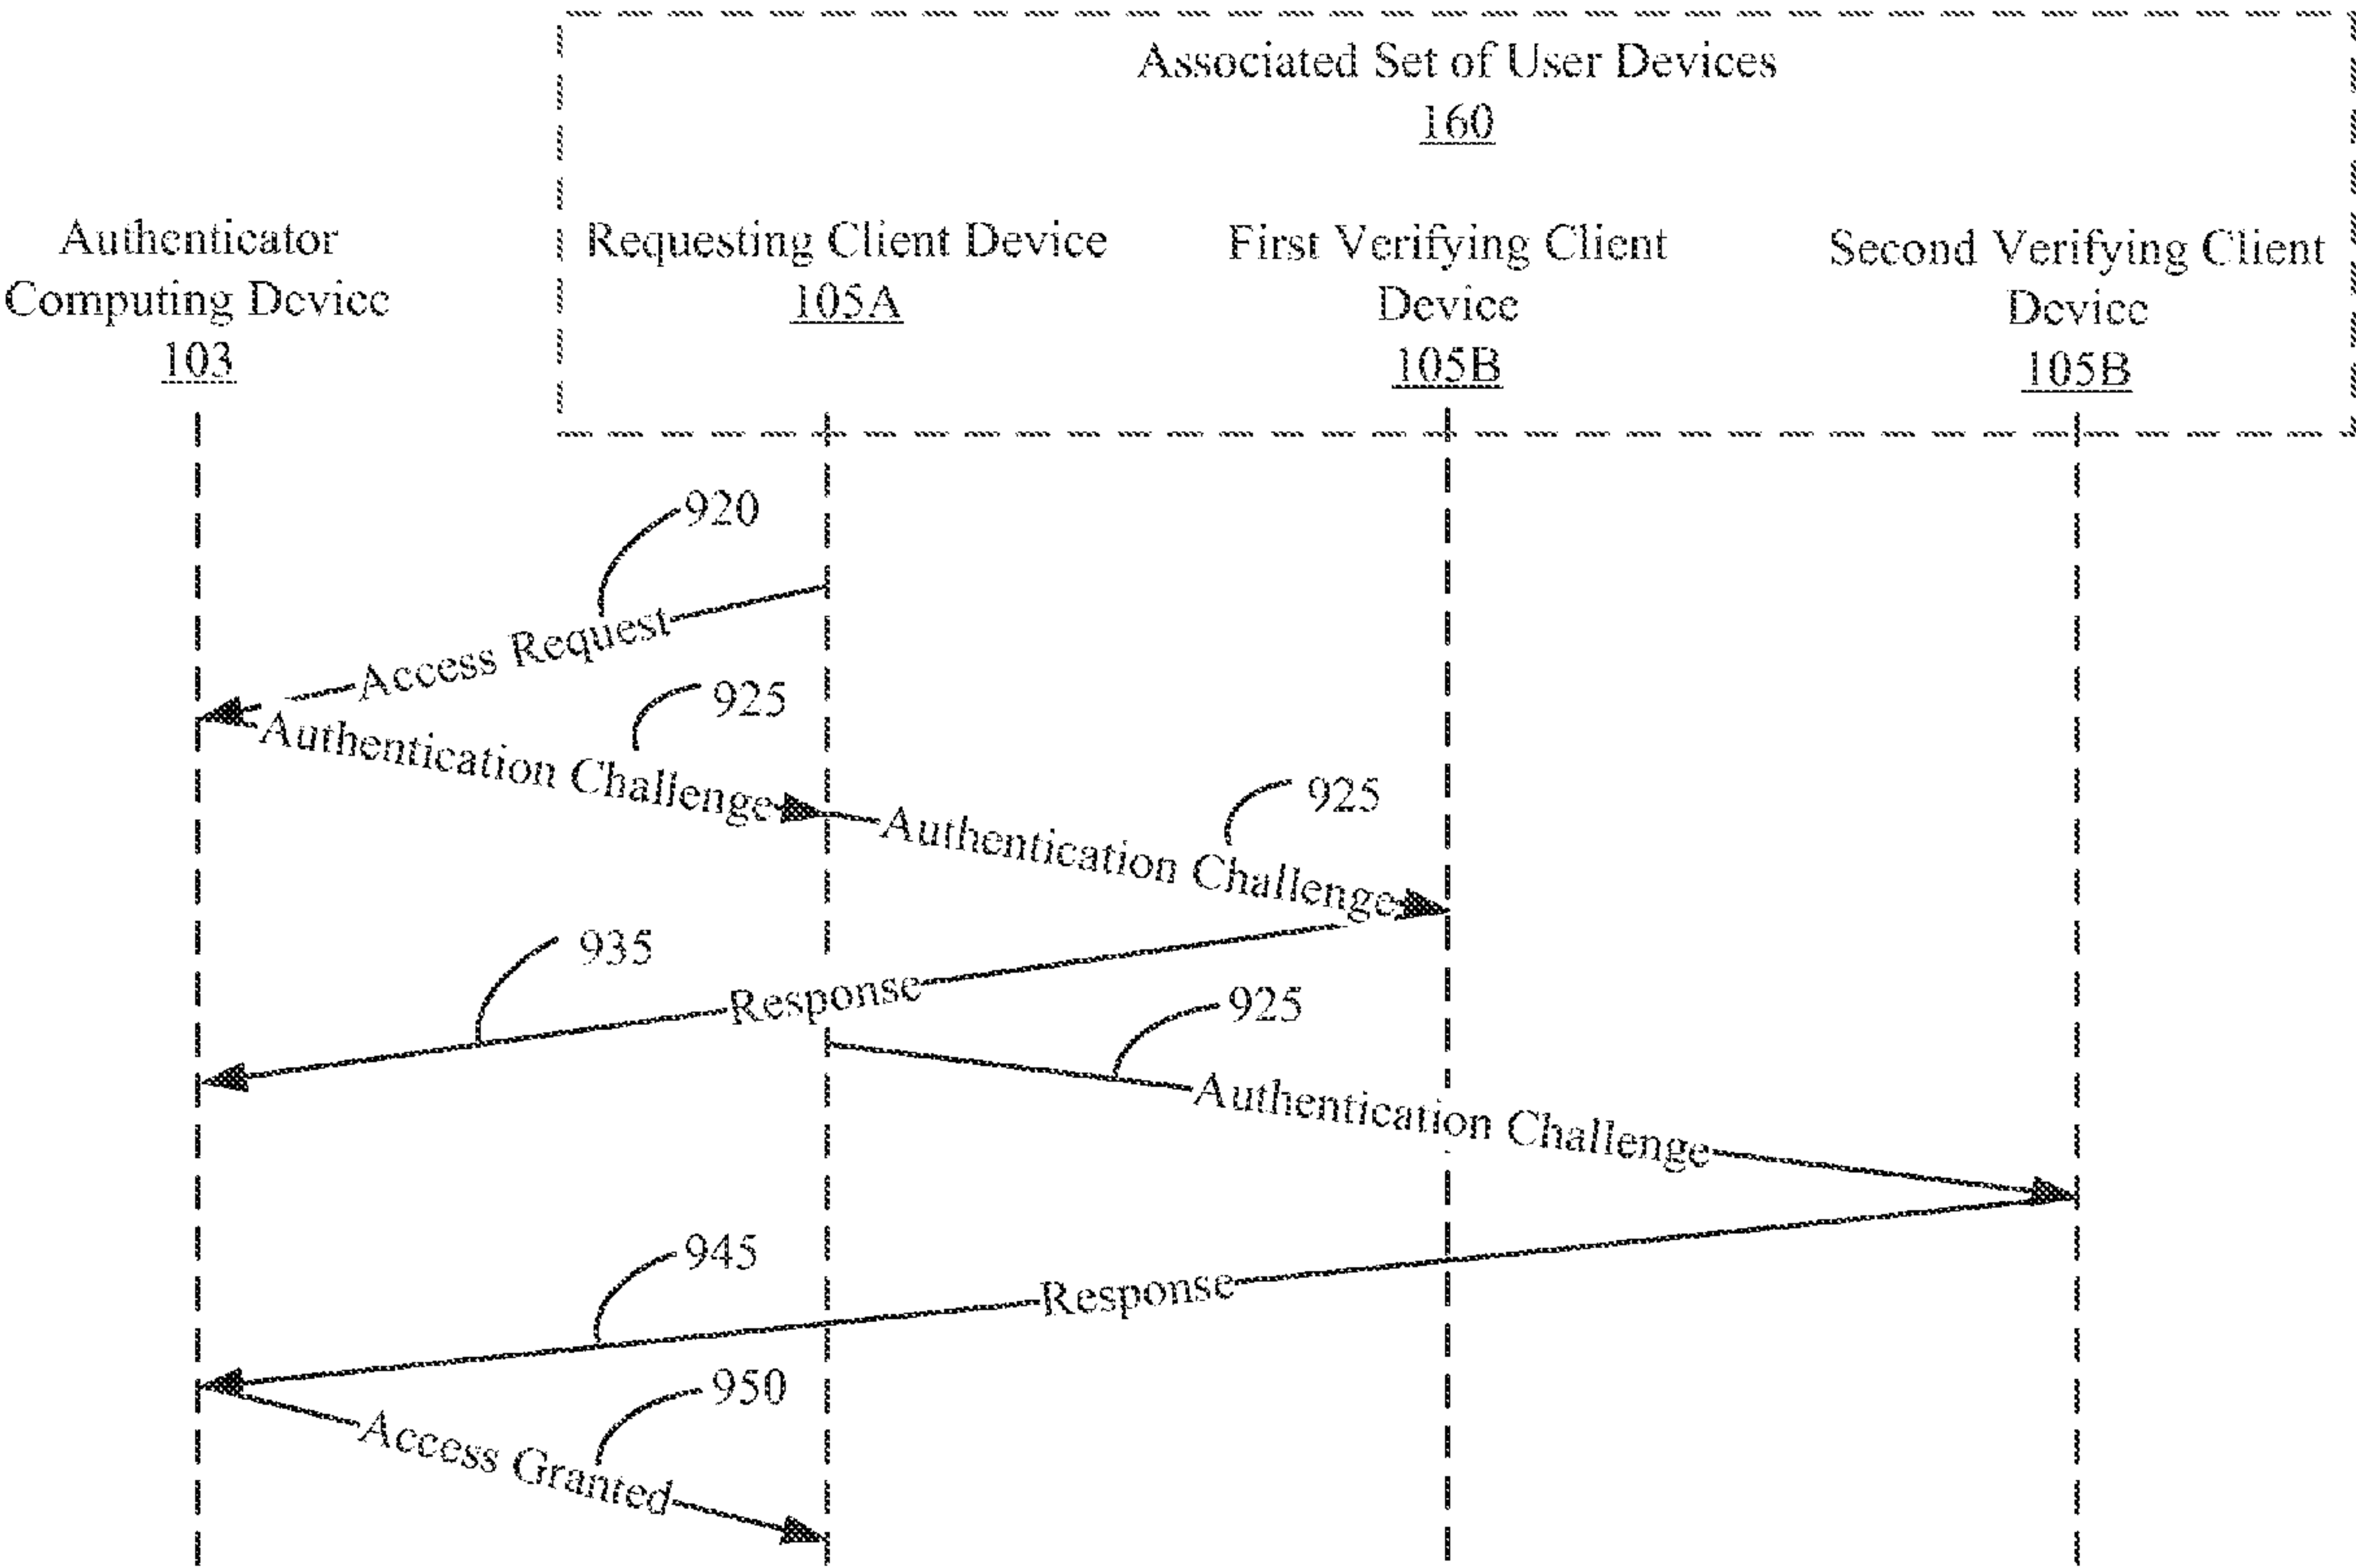 Associated Set of User Devices
160
Authenticator
Computing Device
103
Requesting Client Device
105A
First Verifying Client
Device
105B
Second Verifying Client
Device
105B
920
Access Request
925
Authentication Challenge
925
Authentication Challenge
935
Response
925
Authentication Challenge
945
Response
950
Access Granted